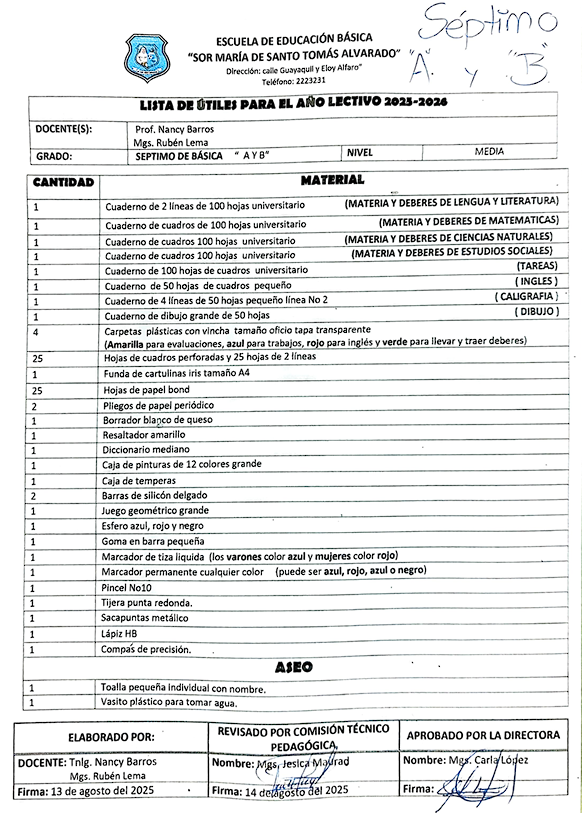 Séptimo
"A" y "B"
ESCUELA DE EDUCACIÓN BÁSICA
"SOR MARÍA DE SANTO TOMÁS ALVARADO"
Dirección: calle Guayaquil y Eloy Alfaro"
Teléfono: 2223231
LISTA DE ÚTILES PARA EL AÑO LECTIVO 2025-2026
DOCENTE(S): Prof. Nancy Barros
Mgs. Rubén Lema
GRADO: SEPTIMO DE BÁSICA " A Y B" NIVEL MEDIA
CANTIDAD MATERIAL
1 Cuaderno de 2 líneas de 100 hojas universitario (MATERIA Y DEBERES DE LENGUA Y LITERATURA)
1 Cuaderno de cuadros de 100 hojas universitario (MATERIA Y DEBERES DE MATEMATICAS)
1 Cuaderno de cuadros 100 hojas universitario (MATERIA Y DEBERES DE CIENCIAS NATURALES)
1 Cuaderno de cuadros 100 hojas universitario (MATERIA Y DEBERES DE ESTUDIOS SOCIALES)
1 Cuaderno de 100 hojas de cuadros universitario (TAREAS)
1 Cuaderno de 50 hojas de cuadros pequeño ( INGLES )
1 Cuaderno de 4 líneas de 50 hojas pequeño línea No 2 ( CALIGRAFIA )
1 Cuaderno de dibujo grande de 50 hojas ( DIBUJO )
4 Carpetas plásticas con vincha tamaño oficio tapa transparente
(Amarilla para evaluaciones, azul para trabajos, rojo para inglés y verde para llevar y traer deberes)
25 Hojas de cuadros perforadas y 25 hojas de 2 líneas
1 Funda de cartulinas iris tamaño A4
25 Hojas de papel bond
2 Pliegos de papel periódico
1 Borrador blanco de queso
1 Resaltador amarillo
1 Diccionario mediano
1 Caja de pinturas de 12 colores grande
1 Caja de temperas
2 Barras de silicón delgado
1 Juego geométrico grande
1 Esfero azul, rojo y negro
1 Goma en barra pequeña
1 Marcador de tiza liquida (los varones color azul y mujeres color rojo)
1 Marcador permanente cualquier color (puede ser azul, rojo, azul o negro)
1 Pincel No10
1 Tijera punta redonda.
1 Sacapuntas metálico
1 Lápiz HB
1 Compás de precisión.
ASEO
1 Toalla pequeña individual con nombre.
1 Vasito plástico para tomar agua.
ELABORADO POR: REVISADO POR COMISIÓN TÉCNICO PEDAGÓGICA, APROBADO POR LA DIRECTORA
DOCENTE: Tnlg. Nancy Barros Nombre: Mgs. Jesica Nombre: Mgs. Carla López
Mgs. Rubén Lema
Firma: 13 de agosto del 2025 Firma: 14 de agosto del 2025 Firma: